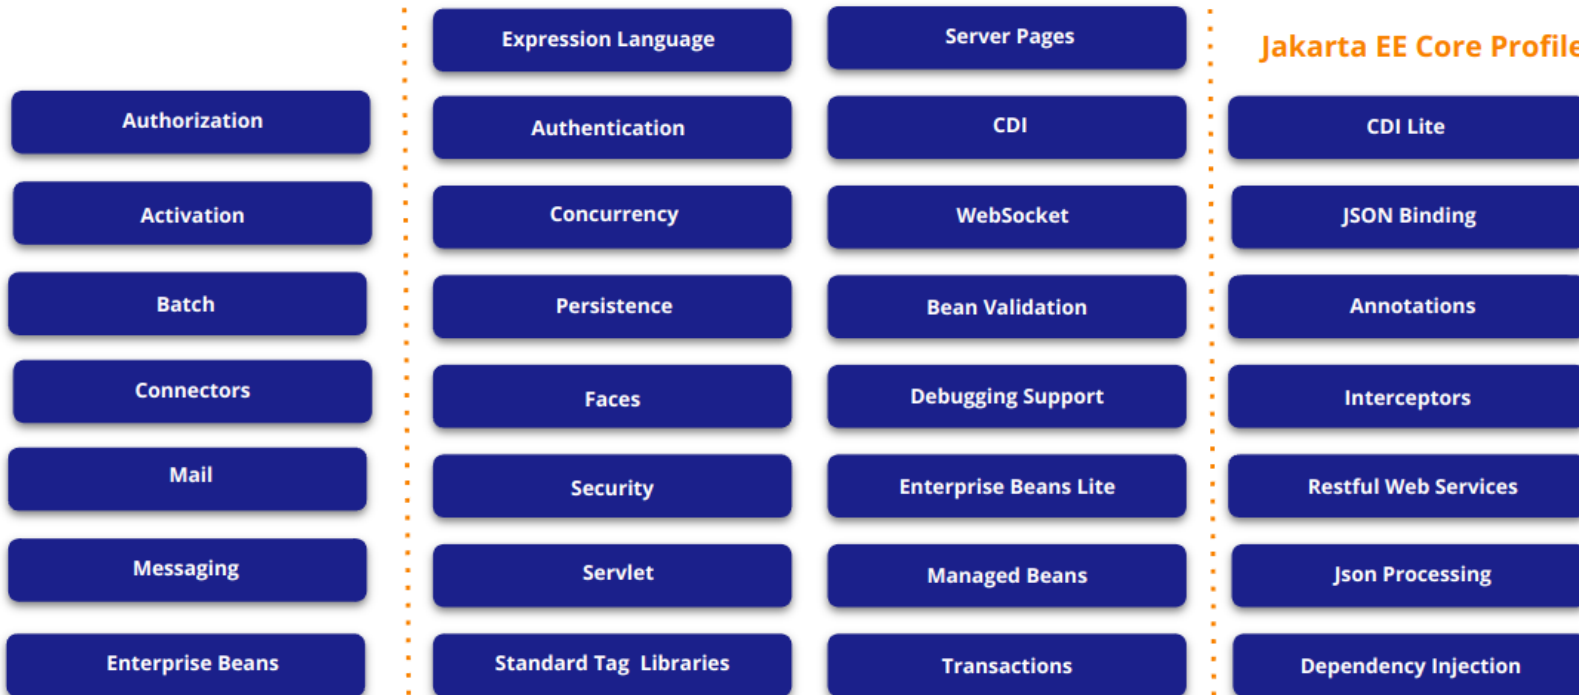 Expression Language
Server Pages
Jakarta EE Core Profile
Authorization
Authentication
CDI
CDI Lite
Activation
Concurrency
WebSocket
JSON Binding
Batch
Persistence
Bean Validation
Annotations
Connectors
Faces
Debugging Support
Interceptors
Mail
Security
Enterprise Beans Lite
Restful Web Services
Messaging
Servlet
Managed Beans
Json Processing
Enterprise Beans
Standard Tag Libraries
Transactions
Dependency Injection